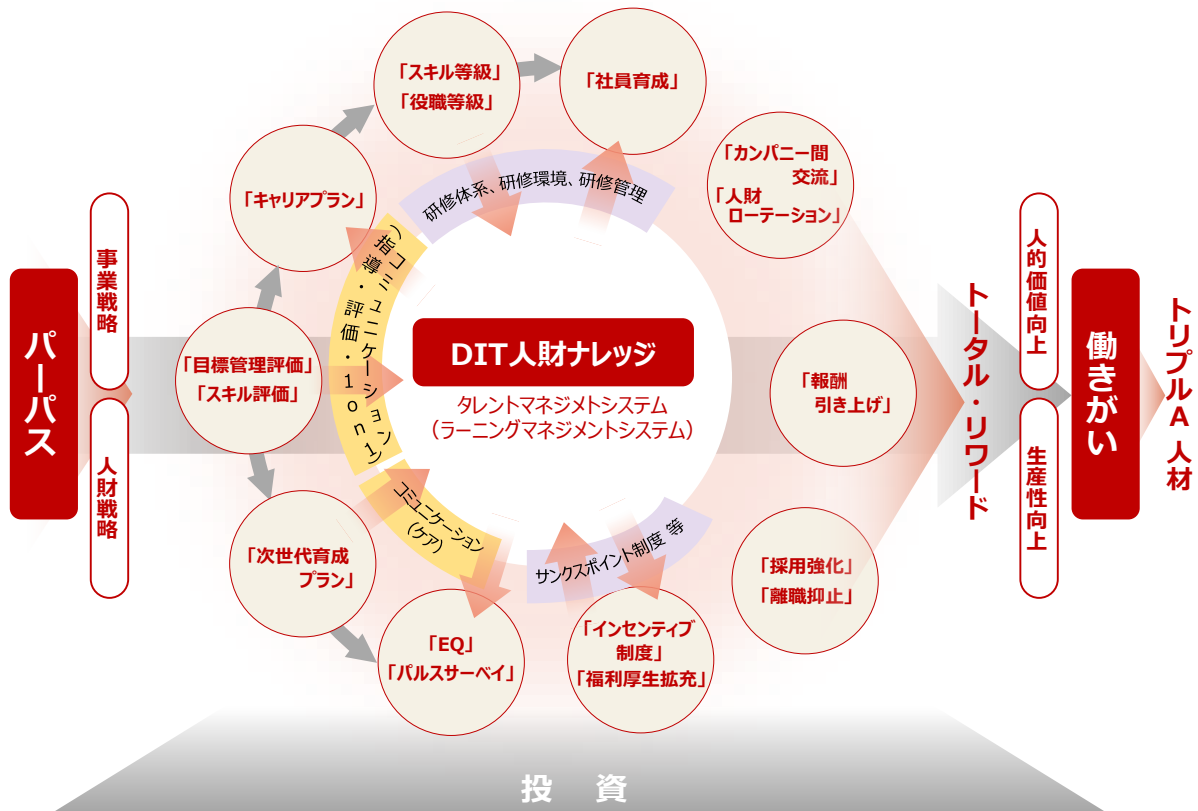 パーパス
事業戦略
人財戦略
「目標管理評価」
「スキル評価」
「キャリアプラン」
「スキル等級」
「役職等級」
「社員育成」
「次世代育成
プラン」
「EQ」
「パルスサーベイ」
「インセンティブ
制度」
「福利厚生拡充」
研修体系、研修環境、研修管理
コミュニケーション
(指導・評価・1on1)
コミュニケーション
(ケア)
サンクスポイント制度 等
DIT人財ナレッジ
タレントマネジメトシステム
(ラーニングマネジメントシステム)
「カンパニー間
交流」
「人財
ローテーション」
「報酬
引き上げ」
「採用強化」
「離職抑止」
トータル・リワード
人的価値向上
生産性向上
働きがい
トリプルA 人材
投 資